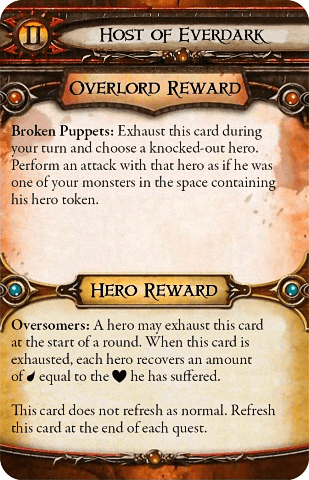 II
Host of Everdark
Overlord Reward
Broken Puppets: Exhaust this card during
your turn and choose a knocked-out hero.
Perform an attack with that hero as if he was
one of your monsters in the space containing
his hero token.
Hero Reward
Oversomers: A hero may exhaust this card
at the start of a round. When this card is
exhausted, each hero recovers an amount
of equal to the he has suffered.
This card does not refresh as normal. Refresh
this card at the end of each quest.